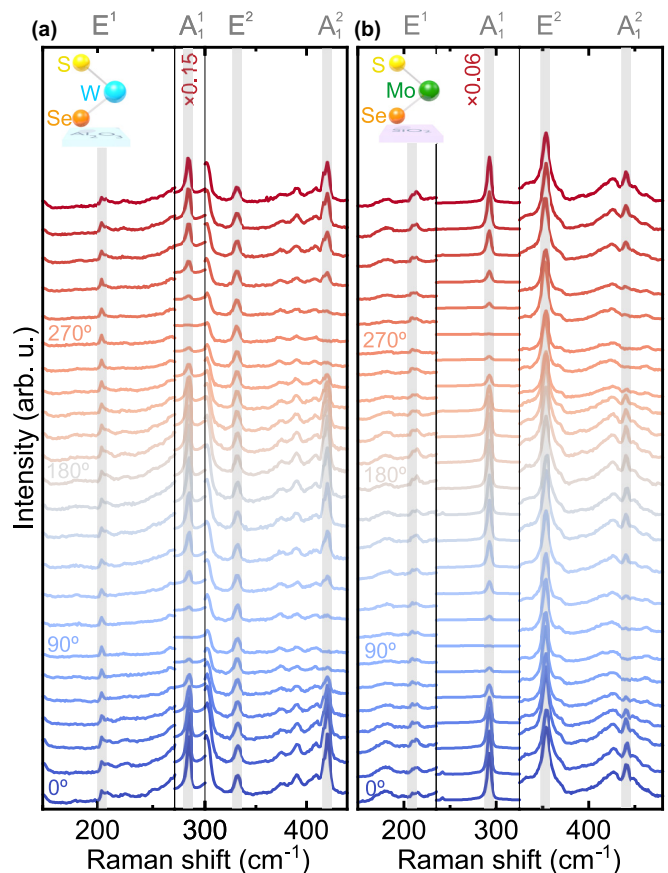 E¹ A₁¹ E² A₁² E¹ A₁¹ E² A₁²
(a) (b)
S
W
Se
Al₂O₃
×0.15
S
Mo
Se
SiO₂
×0.06
Intensity (arb. u.)
270º
180º
90º
0º
270º
180º
90º
0º
200 300 400 200 300 400
Raman shift (cm⁻¹) Raman shift (cm⁻¹)